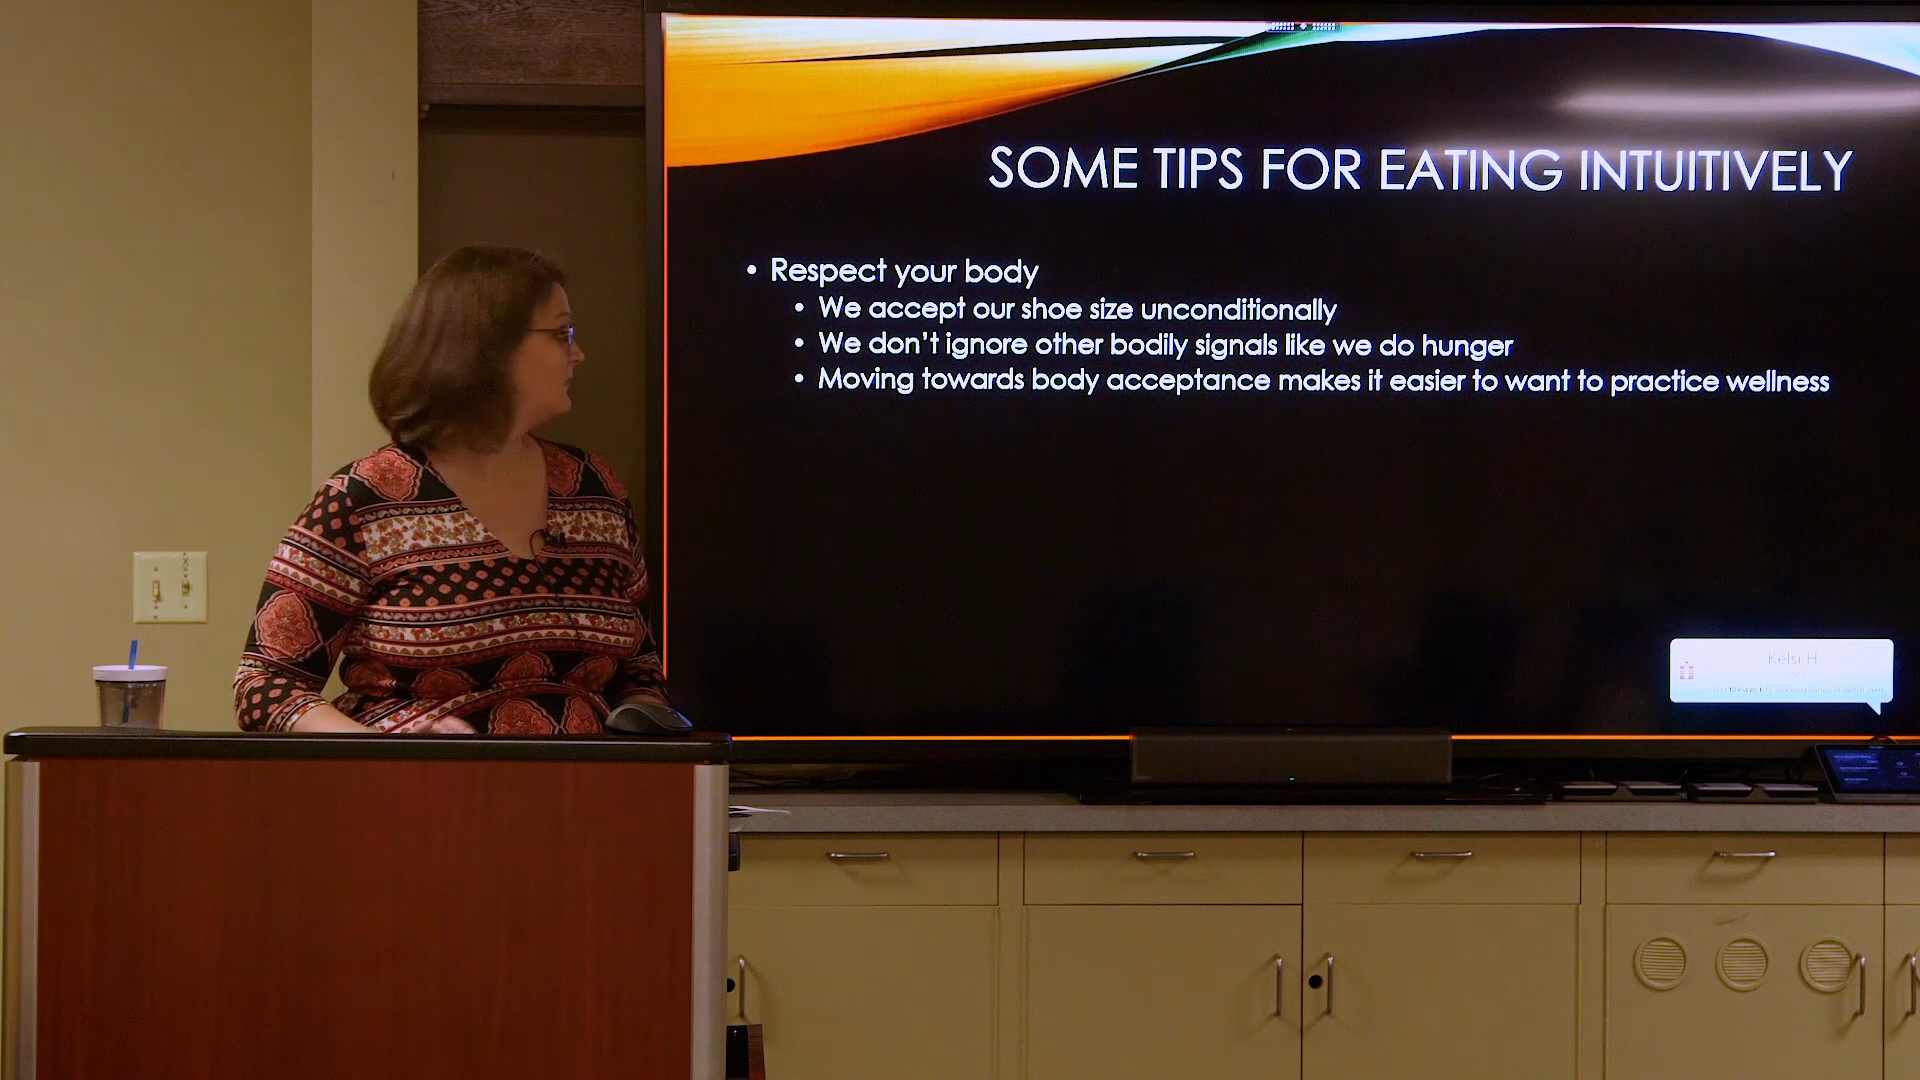 SOME TIPS FOR EATING INTUITIVELY
• Respect your body
• We accept our shoe size unconditionally
• We don't ignore other bodily signals like we do hunger
• Moving towards body acceptance makes it easier to want to practice wellness
Kelsi H